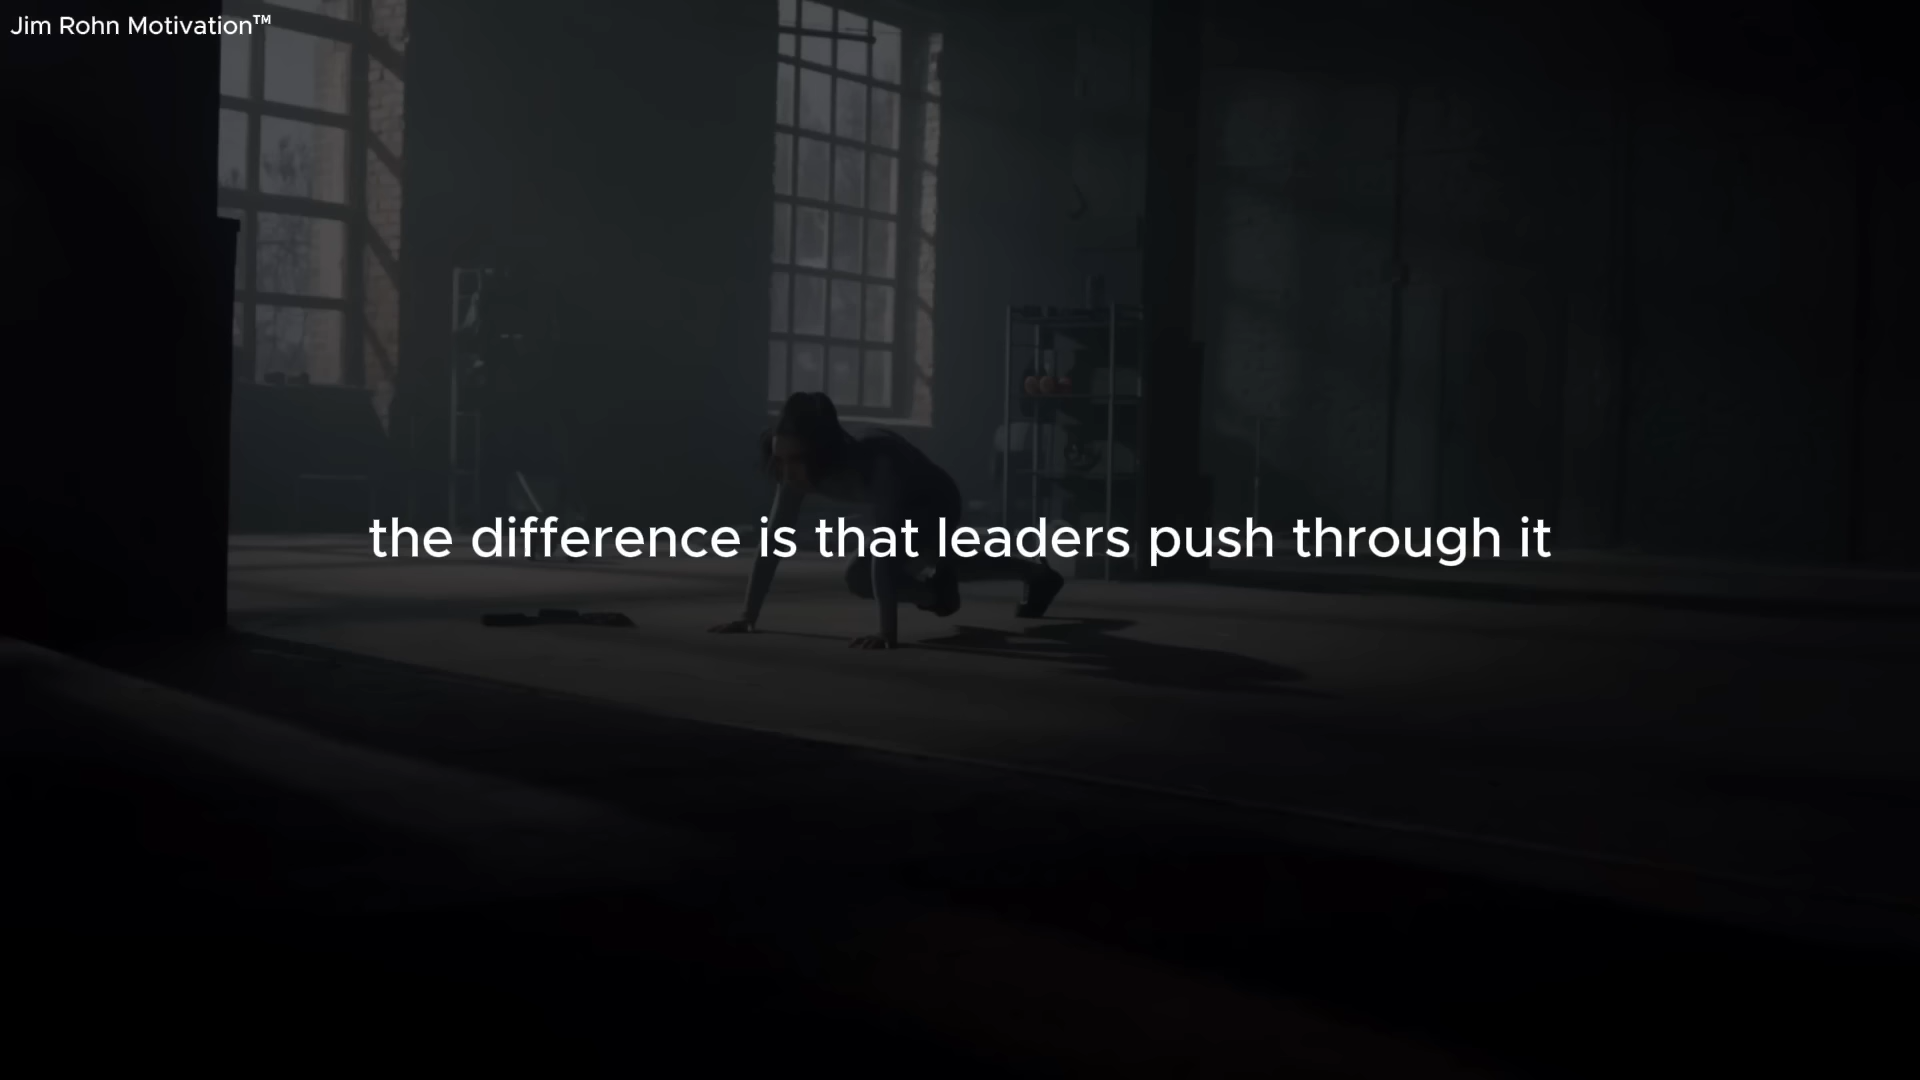 Jim Rohn Motivation™
the difference is that leaders push through it